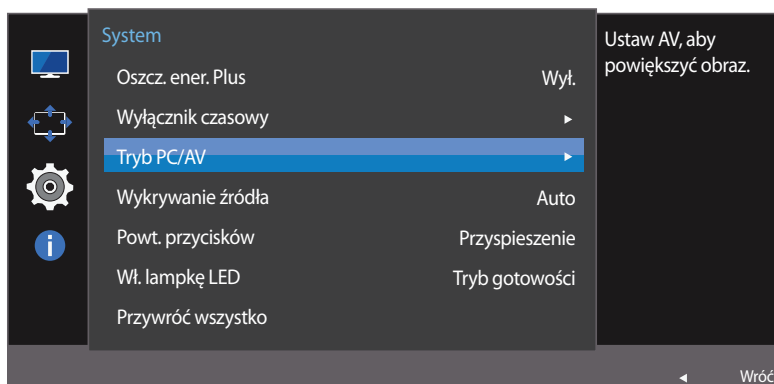 System
Oszcz. ener. Plus Wył.
Wyłącznik czasowy
Tryb PC/AV
Wykrywanie źródła Auto
Powt. przycisków Przyspieszenie
Wł. lampkę LED Tryb gotowości
Przywróć wszystko
Ustaw AV, aby
powiększyć obraz.
Wróć